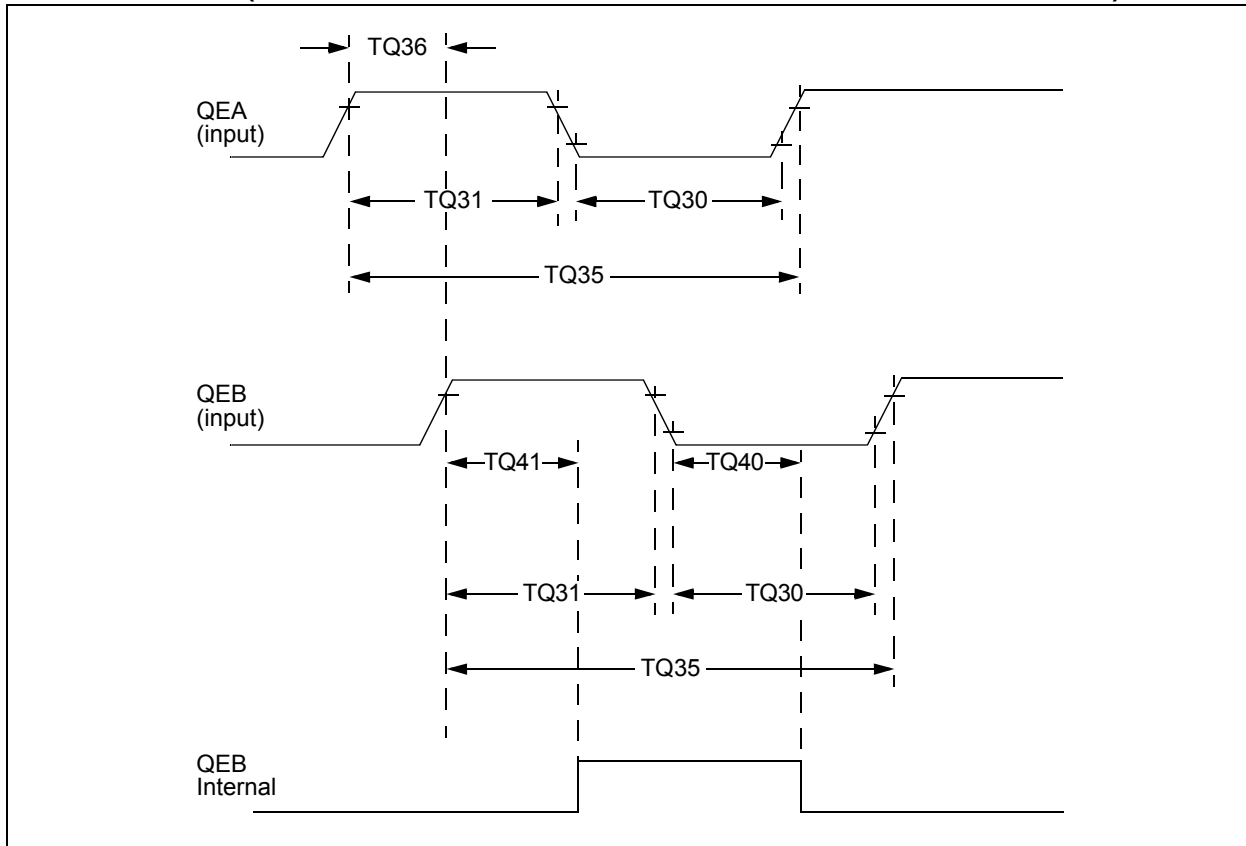 TQ36
QEA
(input)
TQ31
TQ30
TQ35
QEB
(input)
TQ41
TQ40
TQ31
TQ30
TQ35
QEB
Internal